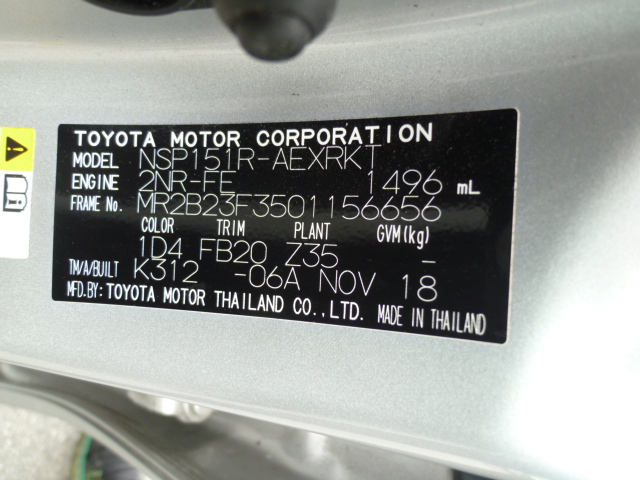 TOYOTA MOTOR CORPORATION
MODEL NSP151R-AEXRKT
ENGINE 2NR-FE 1496 mL
FRAME No. MR2B23F3501156656
COLOR TRIM PLANT GVM(kg)
1D4 FB20 Z35 -
TM/A/BUILT K312 -06A NOV 18
MFD.BY: TOYOTA MOTOR THAILAND CO.,LTD. MADE IN THAILAND